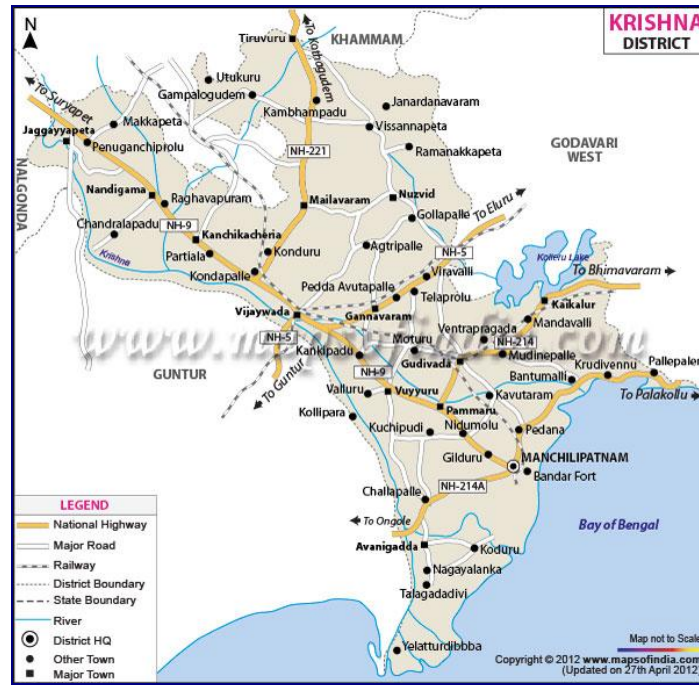 KRISHNA
DISTRICT
N
To Kothogudem
KHAMMAM
Tiruvuru
To Suryapet
Utukuru
Gampalogudem
Kambhampadu
Janardanavaram
Makkapeta
Vissannapeta
Jaggayyapeta
Penuganchiprolu
NH-221
Ramanakkapeta
GODAVARI
WEST
NALGONDA
Nandigama
Raghavapuram
Mailavaram
Nuzvid
Gollapalle
To Eluru
Chandralapadu
NH-9
Kanchikacheria
Agtripalle
NH-5
Krishna
Partiala
Konduru
Kolleru Lake
Kondapalle
Viravalli
To Bhimavaram
Pedda Avutapalle
Telaprolu
Kaikalur
Vijaywada
Gannavaram
Mandavalli
www.mapsofindia.com
Ventrapragada
NH-5
Moturu
NH-214
Kankipadu
Gudivada
Mudinepalle
Krudivennu
Pallepalem
GUNTUR
To Guntur
NH-9
Bantumalli
Valluru
Vuyyuru
Kavutaram
To Palakollu
Kollipara
Pammaru
Kuchipudi
Nidumolu
Pedana
Gilduru
MANCHILIPATNAM
Bandar Fort
NH-214A
Challapalle
To Ongole
Bay of Bengal
Avanigadda
Koduru
Nagayalanka
Talagadadivi
Yelatturdibbba
LEGEND
National Highway
Major Road
Railway
District Boundary
State Boundary
River
District HQ
Other Town
Major Town
Map not to Scale
Copyright © 2012 www.mapsofindia.com
(Updated on 27th April 2012)